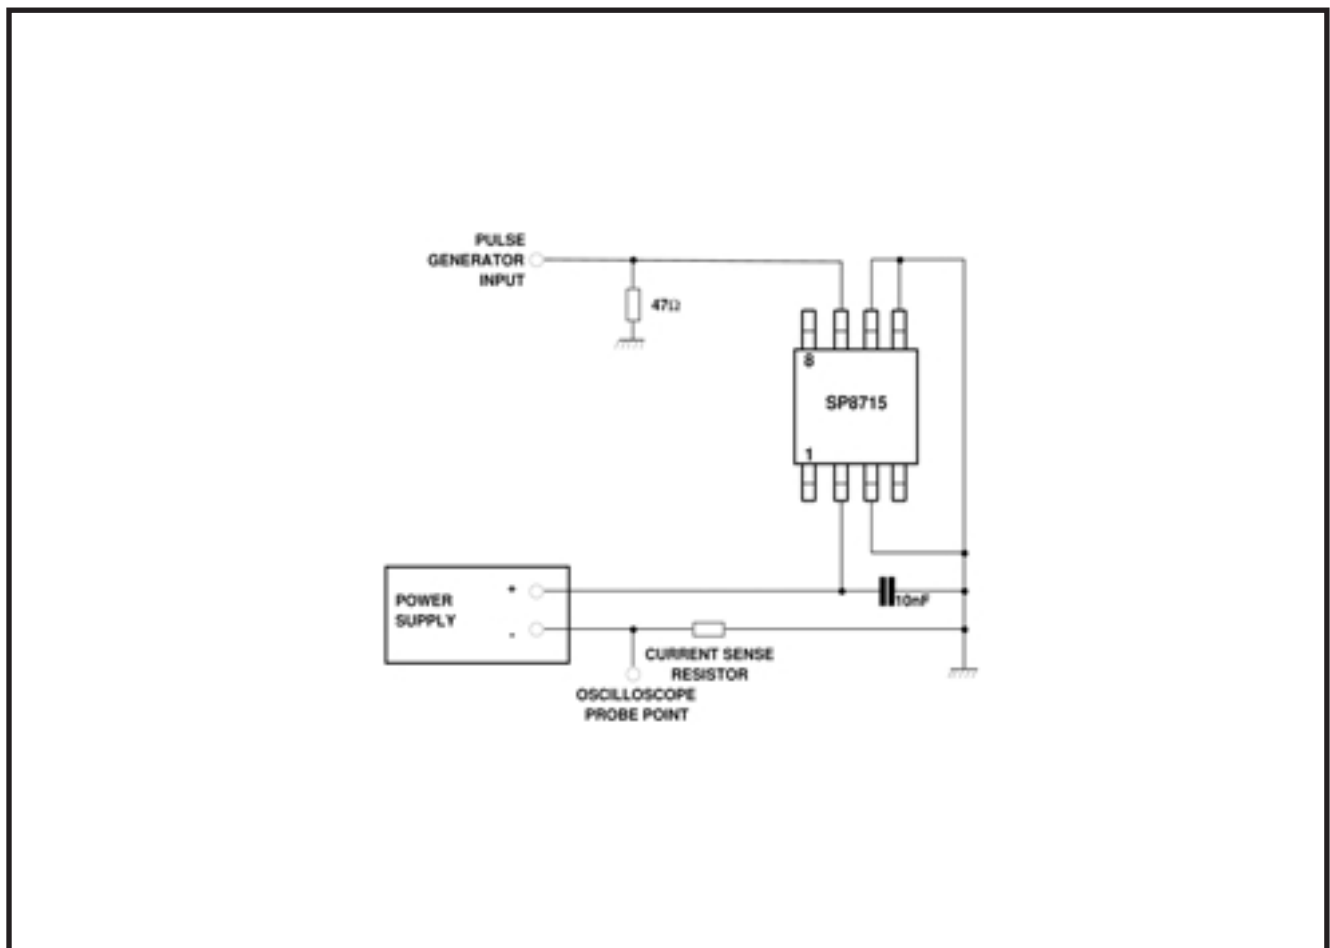 PULSE
GENERATOR
INPUT
47Ω
8
SP8715
1
+
POWER
SUPPLY
-
10nF
CURRENT SENSE
RESISTOR
OSCILLOSCOPE
PROBE POINT